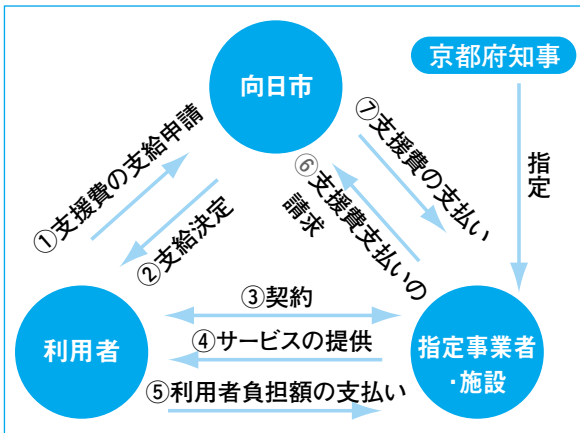 京都府知事
向日市
①支援費の支給申請
②支給決定
⑦支援費の支払い
⑥支援費支払いの
請求
指定
③契約
④サービスの提供
⑤利用者負担額の支払い
利用者
指定事業者
・施設